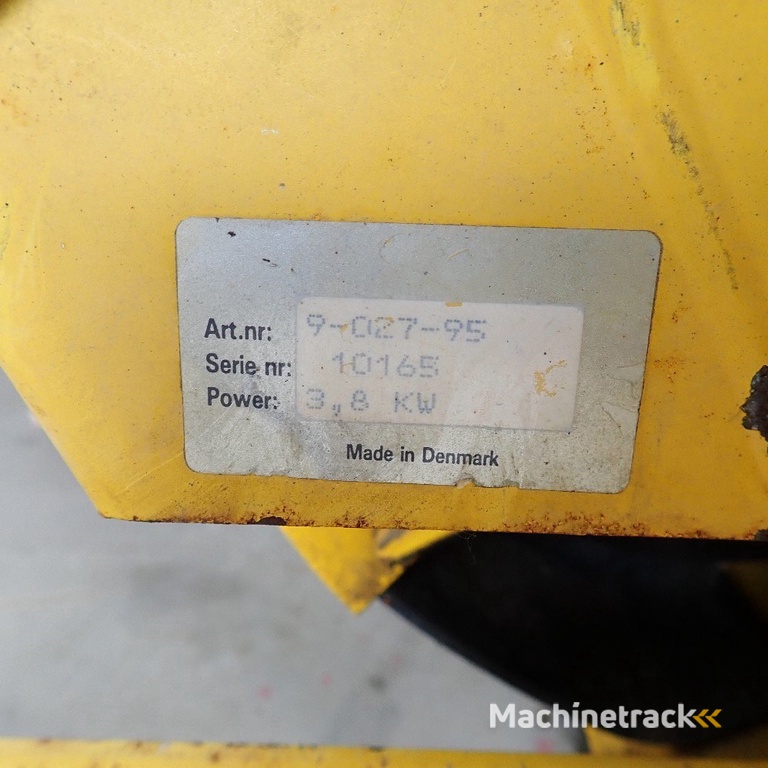 Art.nr: 9-027-95
Serie nr: 10165
Power: 3,8 KW
Made in Denmark
Machinetrack